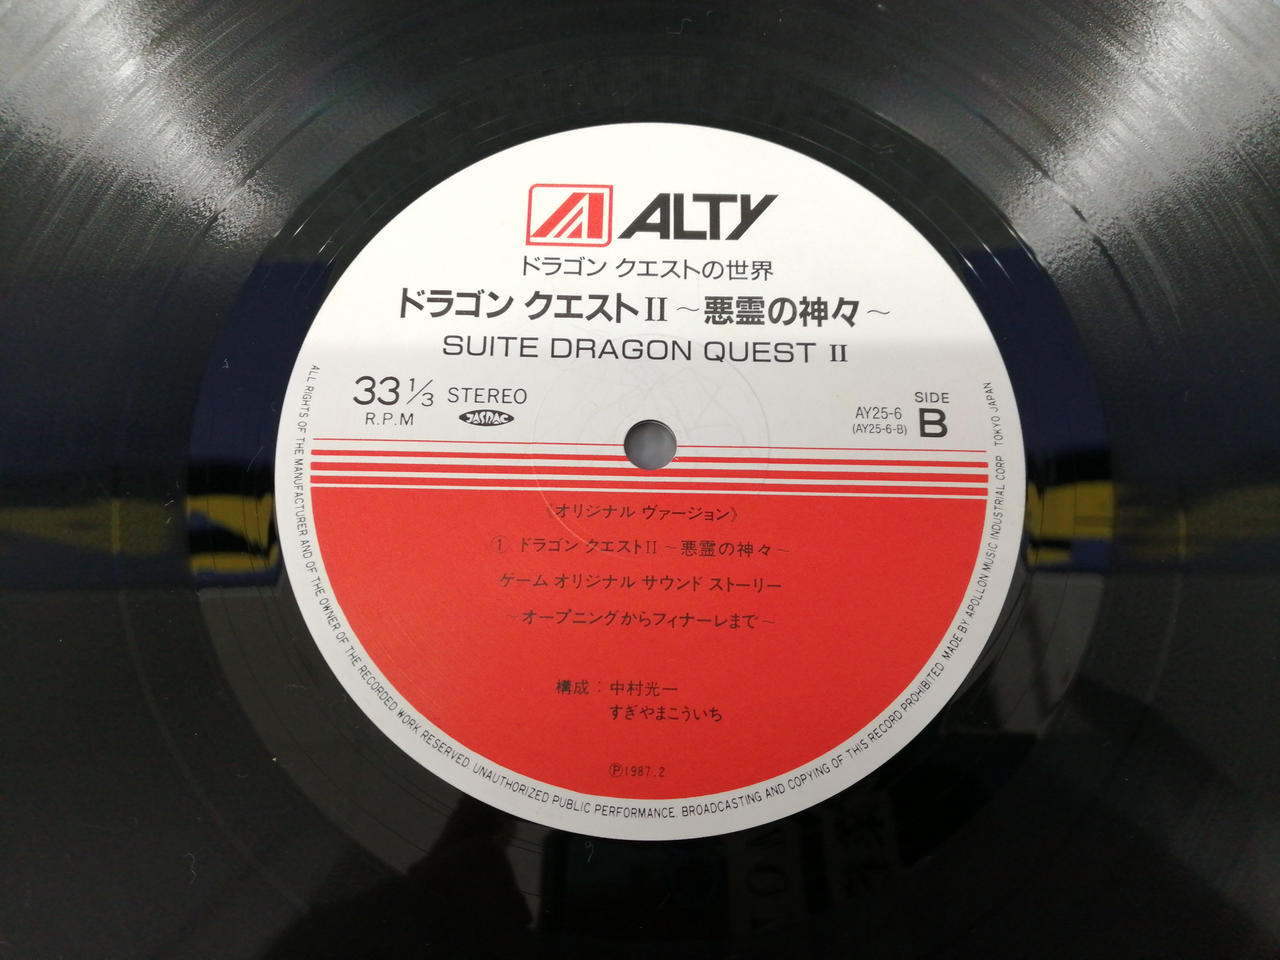 ALTY
ドラゴン クエストの世界
ドラゴン クエストⅡ～悪霊の神々～
SUITE DRAGON QUEST Ⅱ
33 1/3 STEREO
R.P.M JASRAC
SIDE
AY25-6 B
(AY25-6-B)
《オリジナル ヴァージョン》
① ドラゴン クエストⅡ～悪霊の神々～
ゲーム オリジナル サウンド ストーリー
～オープニングからフィナーレまで～
構成：中村光一
すぎやまこういち
Ⓟ1987.2
ALL RIGHTS OF THE MANUFACTURER AND OF THE OWNER OF THE RECORDED WORK RESERVED. UNAUTHORIZED PUBLIC PERFORMANCE. BROADCASTING AND COPYING OF THIS RECORD PROHIBITED. MADE BY APOLLON MUSIC INDUSTRIAL CORP. TOKYO JAPAN